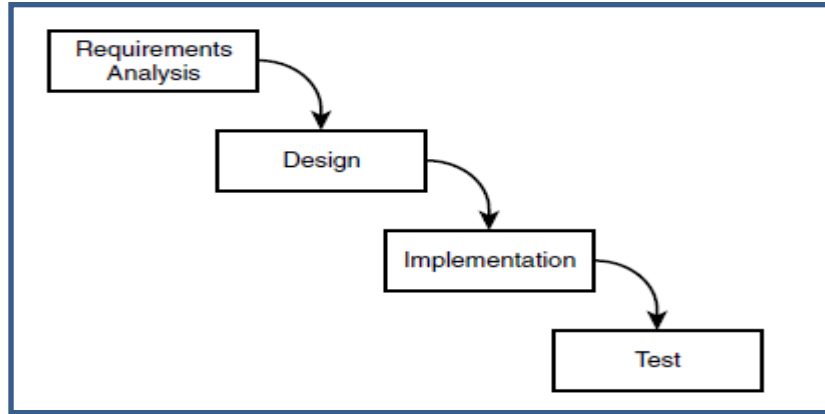 Requirements
Analysis
Design
Implementation
Test